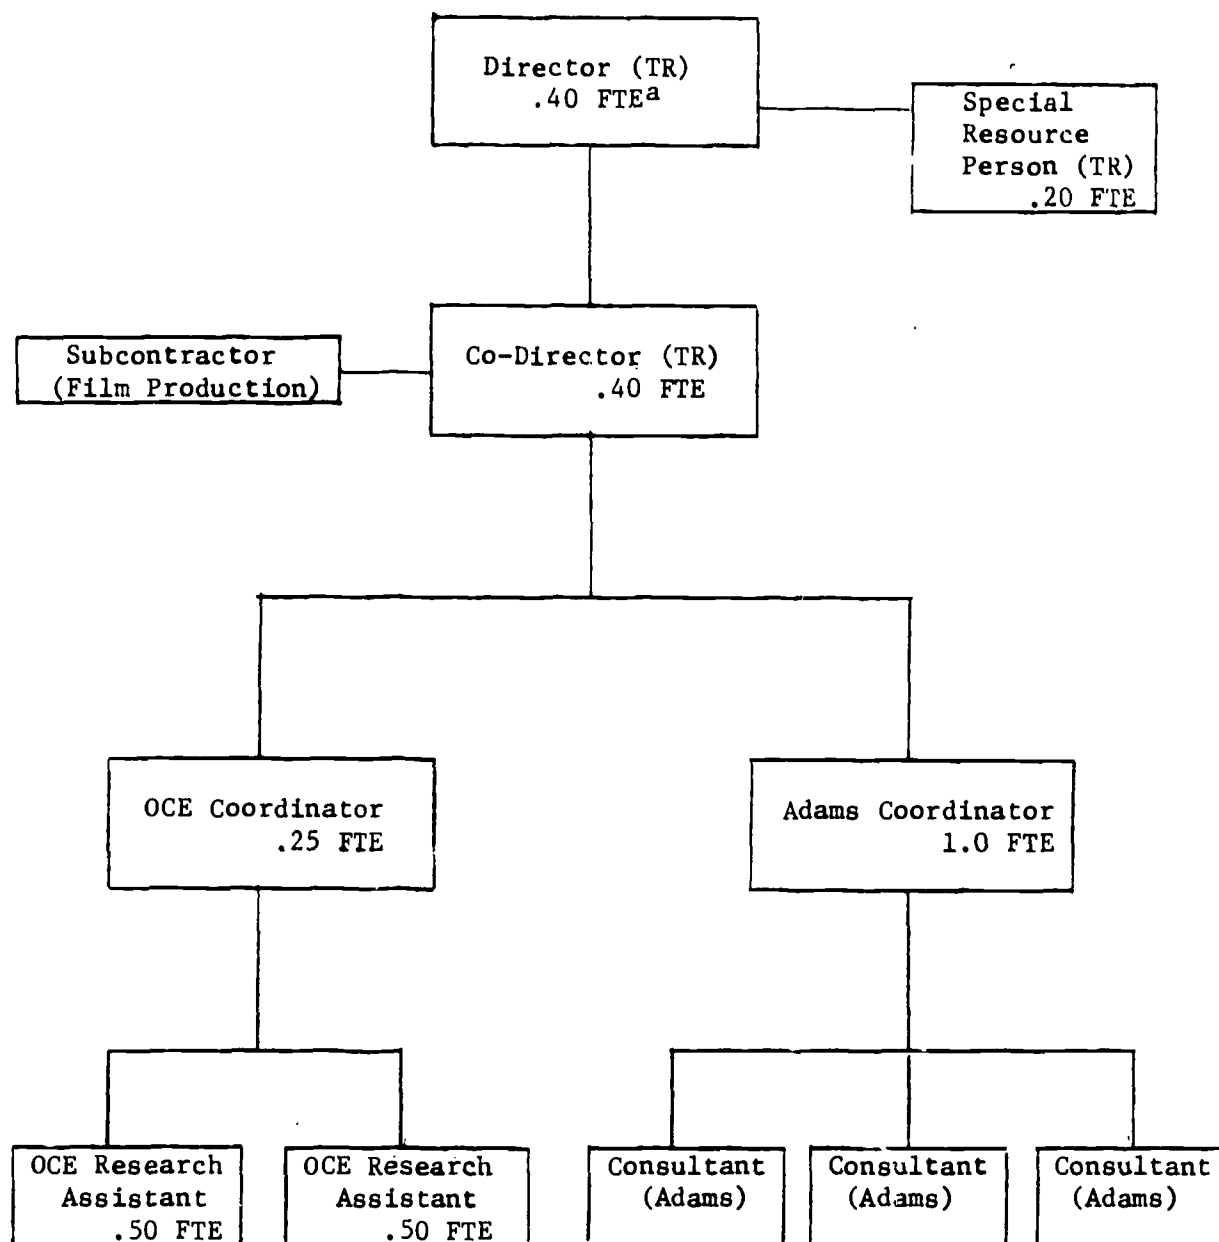 Director (TR)
.40 FTEa
Special
Resource
Person (TR)
.20 FTE
Subcontractor
(Film Production)
Co-Director (TR)
.40 FTE
OCE Coordinator
.25 FTE
Adams Coordinator
1.0 FTE
OCE Research
Assistant
.50 FTE
OCE Research
Assistant
.50 FTE
Consultant
(Adams)
Consultant
(Adams)
Consultant
(Adams)